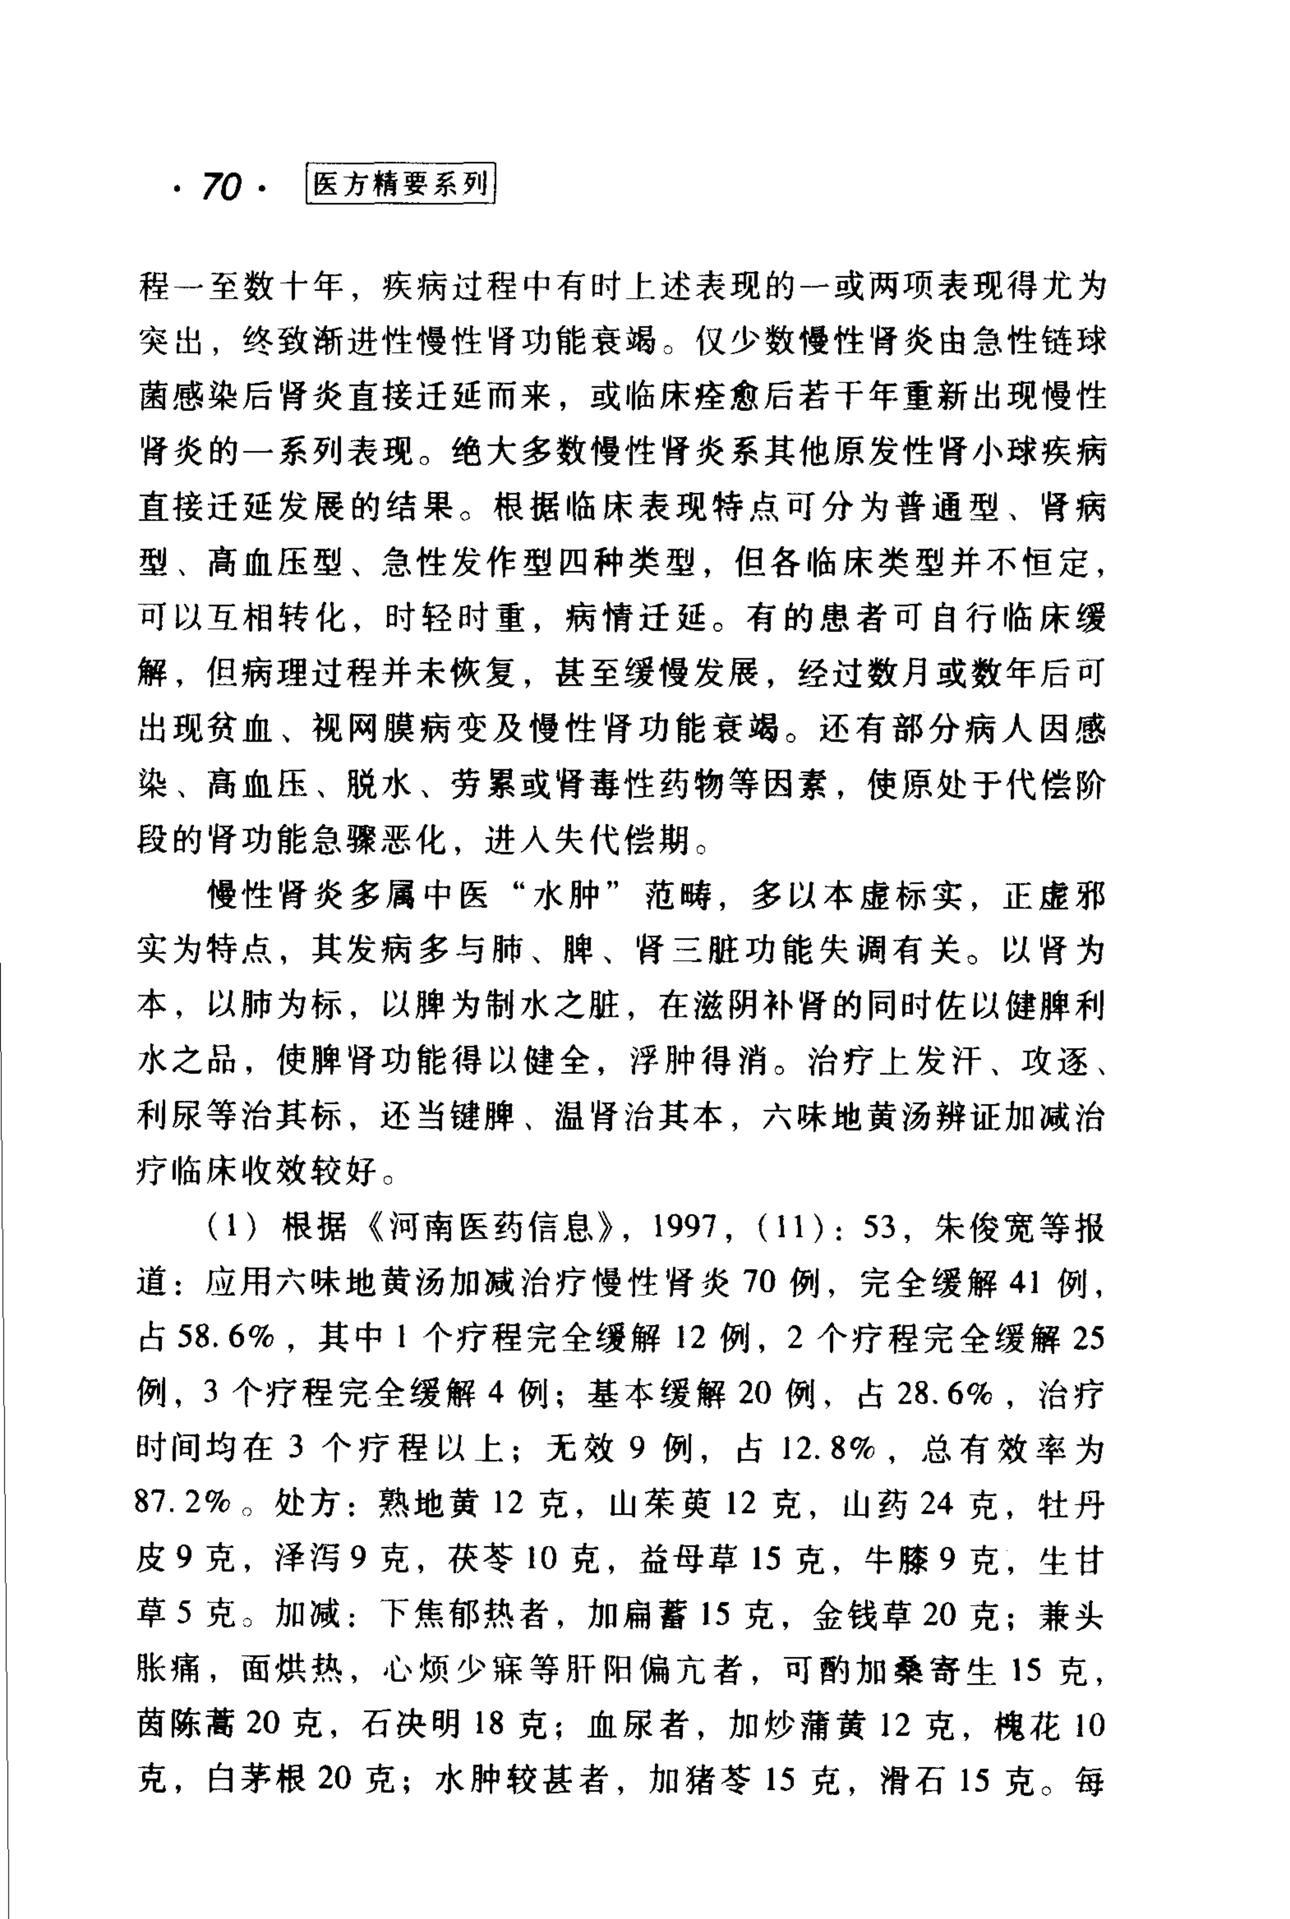 · 70 · 医方精要系列
程一至数十年，疾病过程中有时上述表现的一或两项表现得尤为
突出，终致渐进性慢性肾功能衰竭。仅少数慢性肾炎由急性链球
菌感染后肾炎直接迁延而来，或临床痊愈后若干年重新出现慢性
肾炎的一系列表现。绝大多数慢性肾炎系其他原发性肾小球疾病
直接迁延发展的结果。根据临床表现特点可分为普通型、肾病
型、高血压型、急性发作型四种类型，但各临床类型并不恒定，
可以互相转化，时轻时重，病情迁延。有的患者可自行临床缓
解，但病理过程并未恢复，甚至缓慢发展，经过数月或数年后可
出现贫血、视网膜病变及慢性肾功能衰竭。还有部分病人因感
染、高血压、脱水、劳累或肾毒性药物等因素，使原处于代偿阶
段的肾功能急骤恶化，进入失代偿期。
慢性肾炎多属中医“水肿”范畴，多以本虚标实，正虚邪
实为特点，其发病多与肺、脾、肾三脏功能失调有关。以肾为
本，以肺为标，以脾为制水之脏，在滋阴补肾的同时佐以健脾利
水之品，使脾肾功能得以健全，浮肿得消。治疗上发汗、攻逐、
利尿等治其标，还当键脾、温肾治其本，六味地黄汤辨证加减治
疗临床收效较好。
(1) 根据《河南医药信息》，1997，(11)：53，朱俊宽等报
道：应用六味地黄汤加减治疗慢性肾炎 70 例，完全缓解 41 例，
占 58.6%，其中 1 个疗程完全缓解 12 例，2 个疗程完全缓解 25
例，3 个疗程完全缓解 4 例；基本缓解 20 例，占 28.6%，治疗
时间均在 3 个疗程以上；无效 9 例，占 12.8%，总有效率为
87.2%。处方：熟地黄 12 克，山茱萸 12 克，山药 24 克，牡丹
皮 9 克，泽泻 9 克，茯苓 10 克，益母草 15 克，牛膝 9 克，生甘
草 5 克。加减：下焦郁热者，加扁蓄 15 克，金钱草 20 克；兼头
胀痛，面烘热，心烦少寐等肝阳偏亢者，可酌加桑寄生 15 克，
茵陈蒿 20 克，石决明 18 克；血尿者，加炒蒲黄 12 克，槐花 10
克，白茅根 20 克；水肿较甚者，加猪苓 15 克，滑石 15 克。每